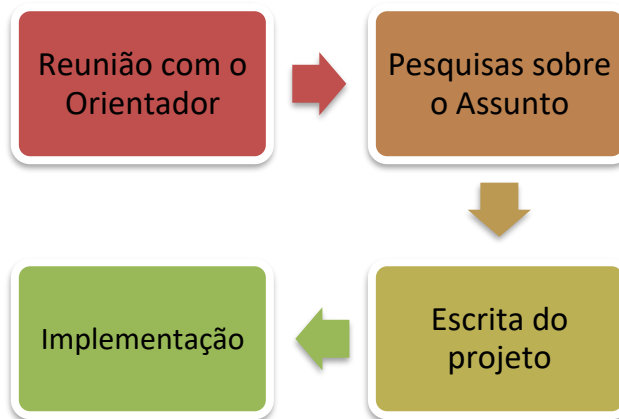 Reunião com o
Orientador
Pesquisas sobre
o Assunto
Escrita do
projeto
Implementação